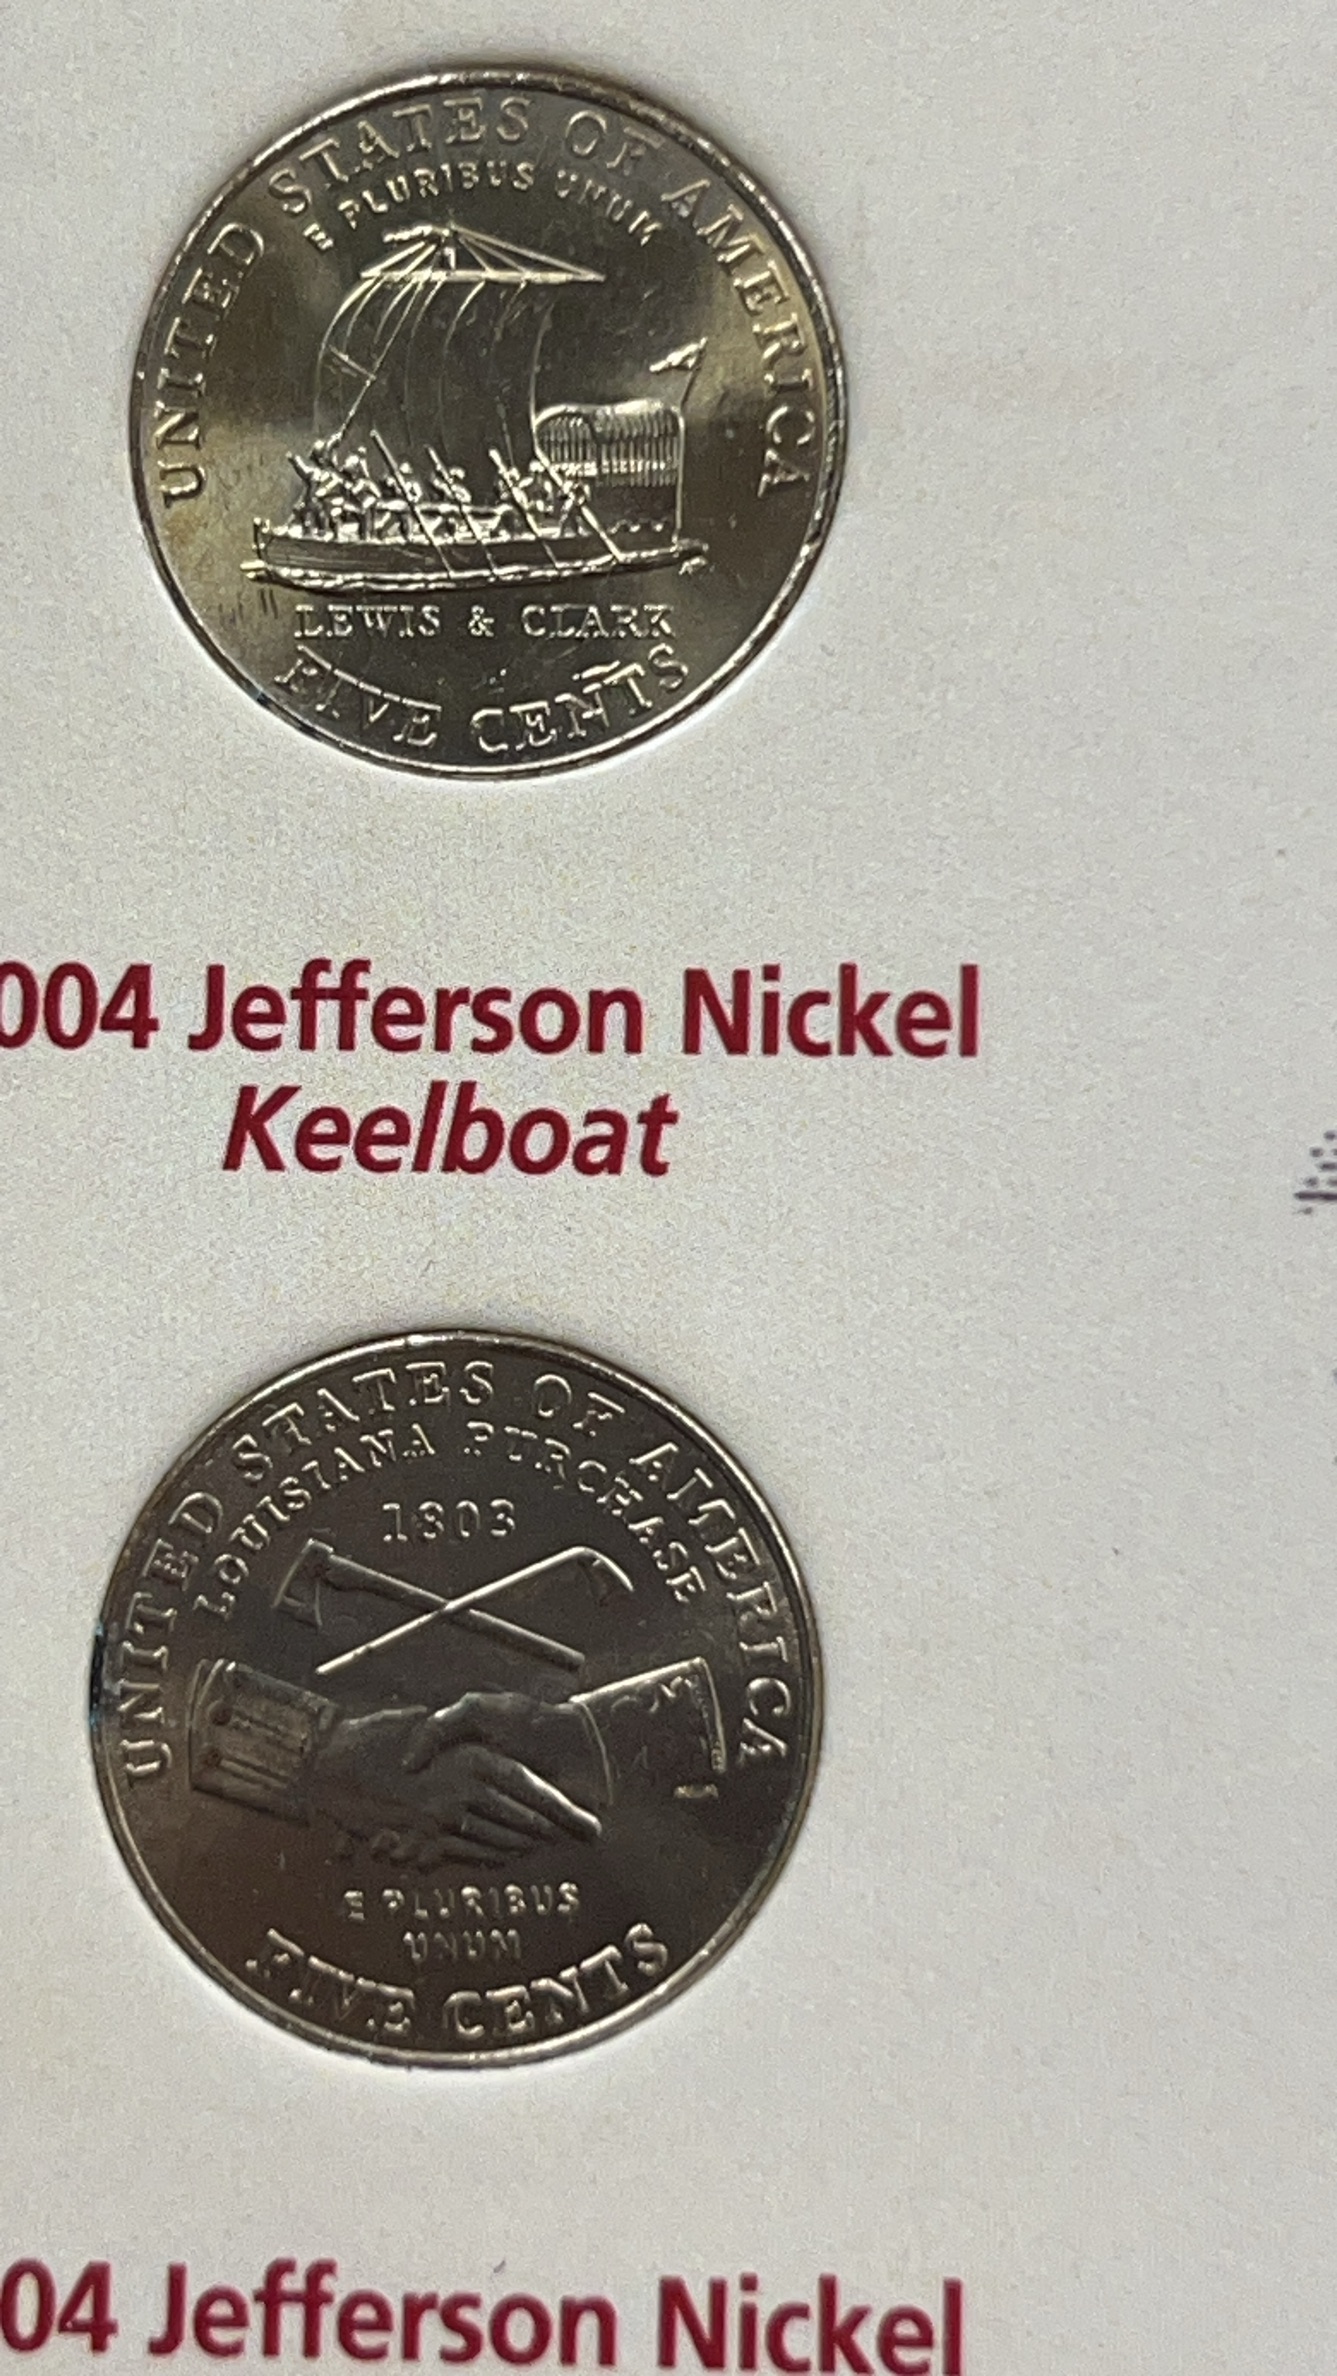 UNITED STATES OF AMERICA
E PLURIBUS UNUM
LEWIS & CLARK
FIVE CENTS
004 Jefferson Nickel
Keelboat
UNITED STATES OF AMERICA
LOUISIANA PURCHASE
1803
E PLURIBUS
UNUM
FIVE CENTS
04 Jefferson Nickel